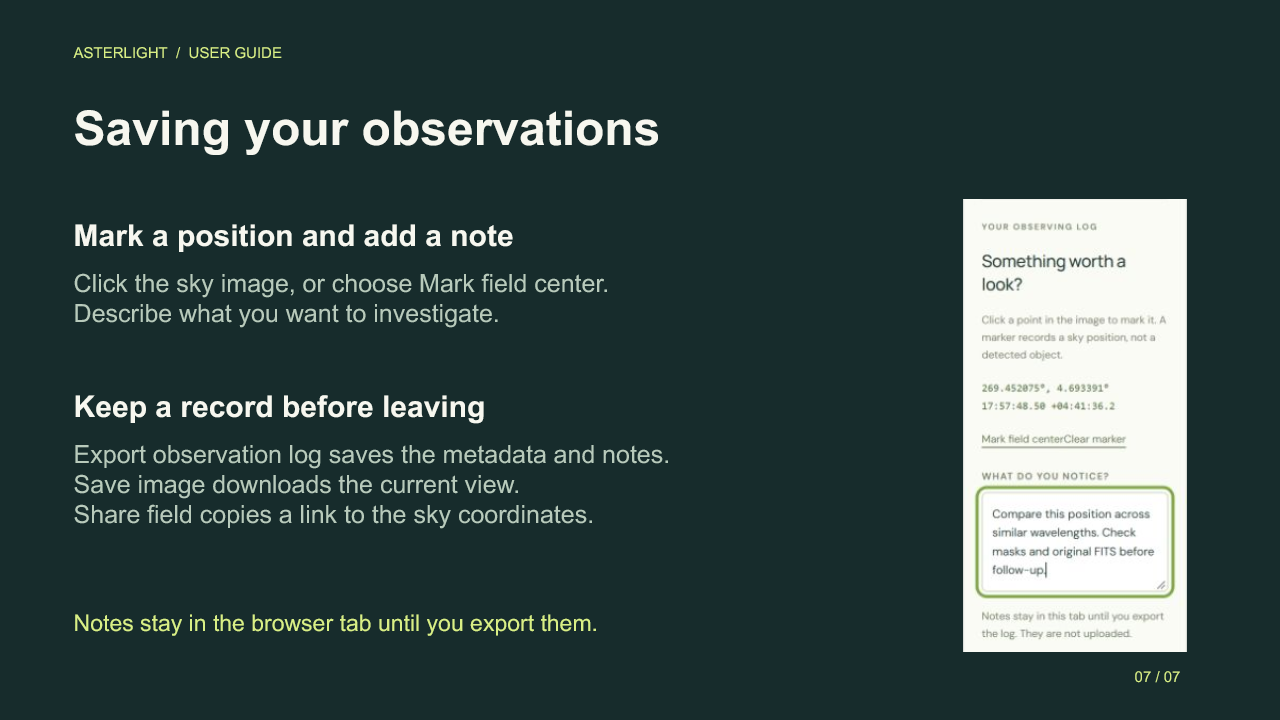 ASTERLIGHT / USER GUIDE
Saving your observations
Mark a position and add a note
Click the sky image, or choose Mark field center.
Describe what you want to investigate.
Keep a record before leaving
Export observation log saves the metadata and notes.
Save image downloads the current view.
Share field copies a link to the sky coordinates.
Notes stay in the browser tab until you export them.
YOUR OBSERVING LOG
Something worth a
look?
Click a point in the image to mark it. A
marker records a sky position, not a
detected object.
269.452075°, 4.693391°
17:57:48.50 +04:41:36.2
Mark field centerClear marker
WHAT DO YOU NOTICE?
Compare this position across
similar wavelengths. Check
masks and original FITS before
follow-up.
Notes stay in this tab until you export
the log. They are not uploaded.
07 / 07